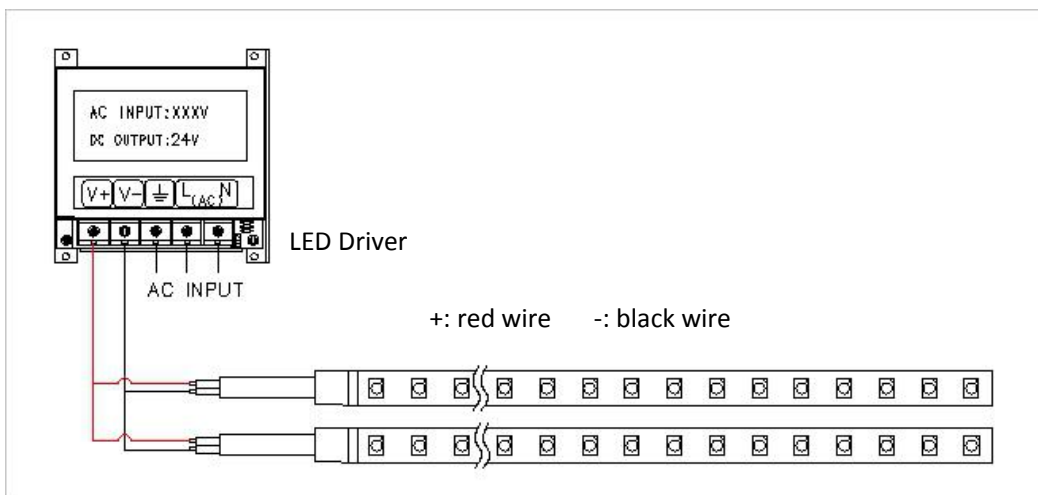 AC INPUT:XXXV
DC OUTPUT:24V
V+ V- L(AC)N
LED Driver
AC INPUT
+: red wire -: black wire